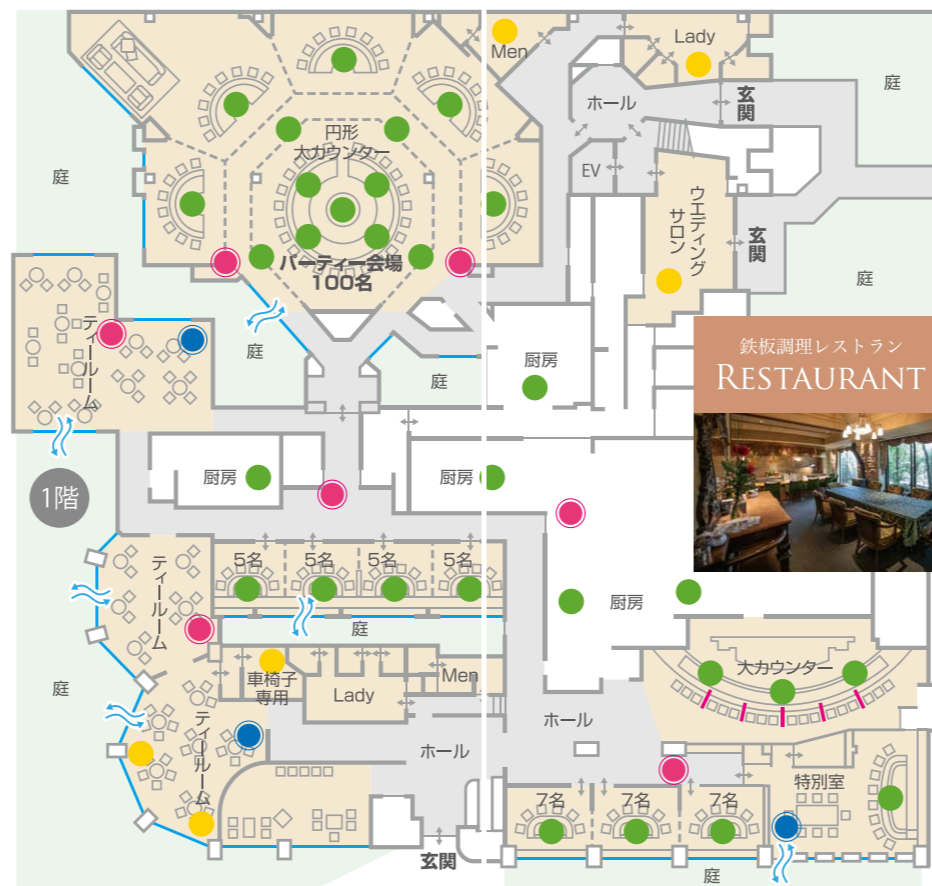 Men
Lady
庭
ホール
玄関
円形
大カウンター
EV
庭
ウエディング
サロン
玄関
パーティー会場
100名
庭
ティールーム
庭
庭
厨房
鉄板調理レストラン
RESTAURANT
厨房
厨房
1階
5名
5名
5名
5名
ティールーム
厨房
庭
大カウンター
庭
車椅子
専用
Lady
Men
ホール
ティールーム
ホール
特別室
7名
7名
7名
玄関
庭